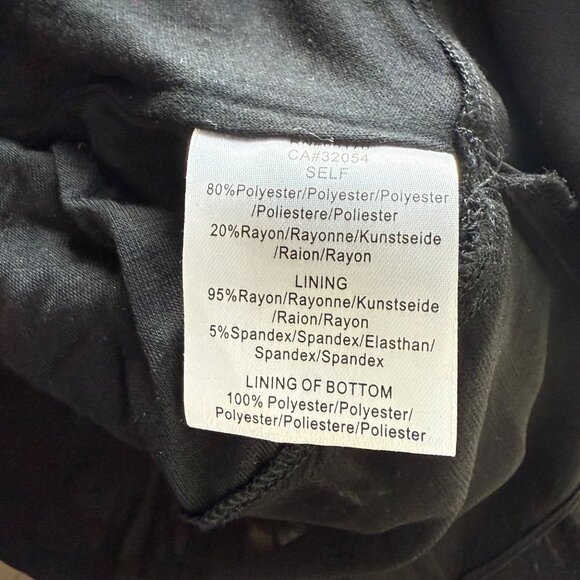 CA#32054
SELF
80%Polyester/Polyester/Polyester
/Poliestere/Poliester
20%Rayon/Rayonne/Kunstseide
/Raion/Rayon
LINING
95%Rayon/Rayonne/Kunstseide
/Raion/Rayon
5%Spandex/Spandex/Elasthan/
Spandex/Spandex
LINING OF BOTTOM
100% Polyester/Polyester/
Polyester/Poliestere/Poliester